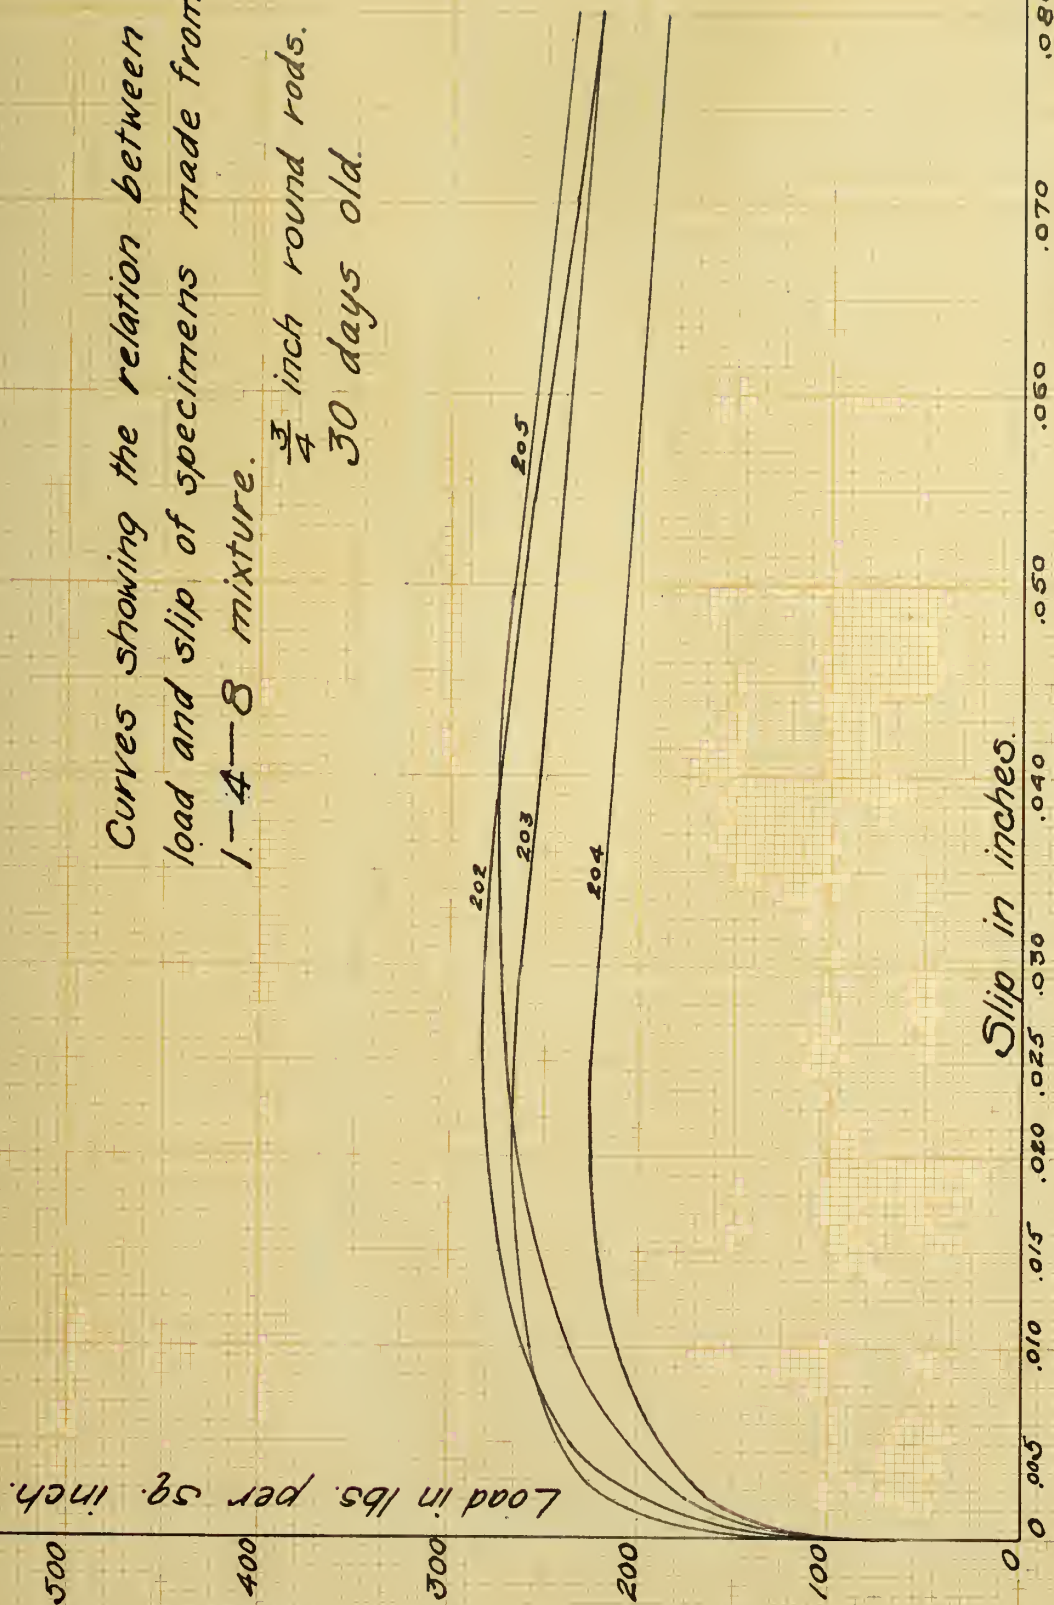 Curves showing the relation between
load and slip of specimens made from
1-4-8 mixture.
3/4 inch round rods.
30 days old.
Load in lbs. per sq. inch.
500
400
300
200
100
0
202
203
204
205
Slip in inches.
0 .005 .010 .015 .020 .025 .030 .040 .050 .060 .070